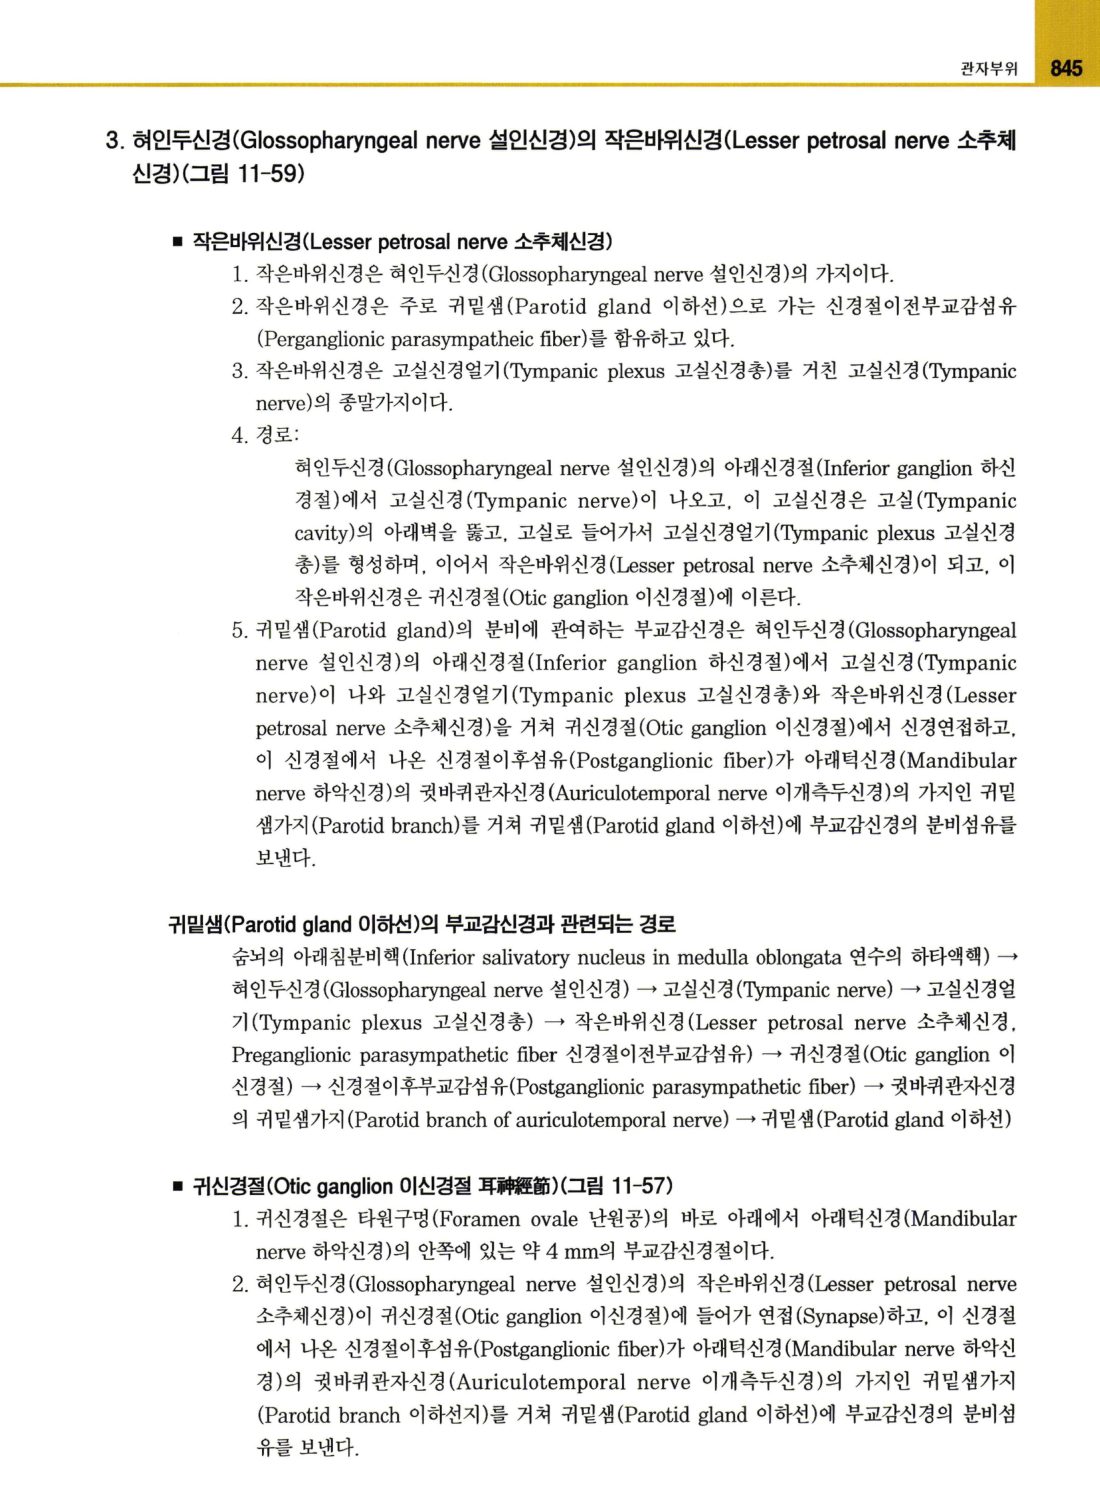 관자부위 845
3. 혀인두신경(Glossopharyngeal nerve 설인신경)의 작은바위신경(Lesser petrosal nerve 소추체
신경)(그림 11-59)
■ 작은바위신경(Lesser petrosal nerve 소추체신경)
1. 작은바위신경은 혀인두신경(Glossopharyngeal nerve 설인신경)의 가지이다.
2. 작은바위신경은 주로 귀밑샘(Parotid gland 이하선)으로 가는 신경절이전부교감섬유
(Perganglionic parasympatheic fiber)를 함유하고 있다.
3. 작은바위신경은 고실신경얼기(Tympanic plexus 고실신경총)를 거친 고실신경(Tympanic
nerve)의 종말가지이다.
4. 경로:
혀인두신경(Glossopharyngeal nerve 설인신경)의 아래신경절(Inferior ganglion 하신
경절)에서 고실신경(Tympanic nerve)이 나오고, 이 고실신경은 고실(Tympanic
cavity)의 아래벽을 뚫고, 고실로 들어가서 고실신경얼기(Tympanic plexus 고실신경
총)를 형성하며, 이어서 작은바위신경(Lesser petrosal nerve 소추체신경)이 되고, 이
작은바위신경은 귀신경절(Otic ganglion 이신경절)에 이른다.
5. 귀밑샘(Parotid gland)의 분비에 관여하는 부교감신경은 혀인두신경(Glossopharyngeal
nerve 설인신경)의 아래신경절(Inferior ganglion 하신경절)에서 고실신경(Tympanic
nerve)이 나와 고실신경얼기(Tympanic plexus 고실신경총)와 작은바위신경(Lesser
petrosal nerve 소추체신경)을 거쳐 귀신경절(Otic ganglion 이신경절)에서 신경연접하고,
이 신경절에서 나온 신경절이후섬유(Postganglionic fiber)가 아래턱신경(Mandibular
nerve 하악신경)의 귓바퀴관자신경(Auriculotemporal nerve 이개측두신경)의 가지인 귀밑
샘가지(Parotid branch)를 거쳐 귀밑샘(Parotid gland 이하선)에 부교감신경의 분비섬유를
보낸다.
귀밑샘(Parotid gland 이하선)의 부교감신경과 관련되는 경로
숨뇌의 아래침분비핵(Inferior salivatory nucleus in medulla oblongata 연수의 하타액핵) →
혀인두신경(Glossopharyngeal nerve 설인신경) → 고실신경(Tympanic nerve) → 고실신경얼
기(Tympanic plexus 고실신경총) → 작은바위신경(Lesser petrosal nerve 소추체신경,
Preganglionic parasympathetic fiber 신경절이전부교감섬유) → 귀신경절(Otic ganglion 이
신경절) → 신경절이후부교감섬유(Postganglionic parasympathetic fiber) → 귓바퀴관자신경
의 귀밑샘가지(Parotid branch of auriculotemporal nerve) → 귀밑샘(Parotid gland 이하선)
■ 귀신경절(Otic ganglion 이신경절 耳神經節)(그림 11-57)
1. 귀신경절은 타원구멍(Foramen ovale 난원공)의 바로 아래에서 아래턱신경(Mandibular
nerve 하악신경)의 안쪽에 있는 약 4 mm의 부교감신경절이다.
2. 혀인두신경(Glossopharyngeal nerve 설인신경)의 작은바위신경(Lesser petrosal nerve
소추체신경)이 귀신경절(Otic ganglion 이신경절)에 들어가 연접(Synapse)하고, 이 신경절
에서 나온 신경절이후섬유(Postganglionic fiber)가 아래턱신경(Mandibular nerve 하악신
경)의 귓바퀴관자신경(Auriculotemporal nerve 이개측두신경)의 가지인 귀밑샘가지
(Parotid branch 이하선지)를 거쳐 귀밑샘(Parotid gland 이하선)에 부교감신경의 분비섬
유를 보낸다.